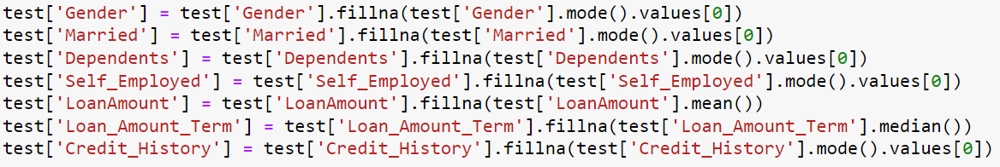 test['Gender'] = test['Gender'].fillna(test['Gender'].mode().values[0])
test['Married'] = test['Married'].fillna(test['Married'].mode().values[0])
test['Dependents'] = test['Dependents'].fillna(test['Dependents'].mode().values[0])
test['Self_Employed'] = test['Self_Employed'].fillna(test['Self_Employed'].mode().values[0])
test['LoanAmount'] = test['LoanAmount'].fillna(test['LoanAmount'].mean())
test['Loan_Amount_Term'] = test['Loan_Amount_Term'].fillna(test['Loan_Amount_Term'].median())
test['Credit_History'] = test['Credit_History'].fillna(test['Credit_History'].mode().values[0])